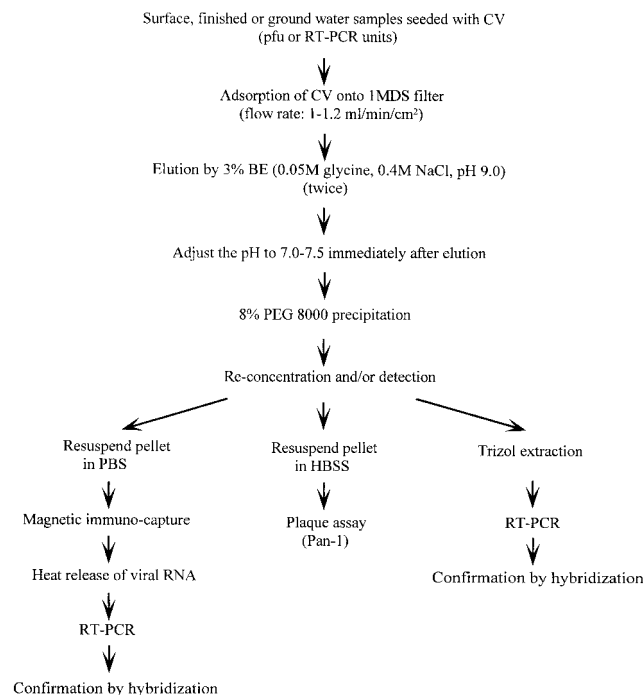 Surface, finished or ground water samples seeded with CV
(pfu or RT-PCR units)
Adsorption of CV onto 1MDS filter
(flow rate: 1-1.2 ml/min/cm²)
Elution by 3% BE (0.05M glycine, 0.4M NaCl, pH 9.0)
(twice)
Adjust the pH to 7.0-7.5 immediately after elution
8% PEG 8000 precipitation
Re-concentration and/or detection
Resuspend pellet
in PBS
Magnetic immuno-capture
Heat release of viral RNA
RT-PCR
Confirmation by hybridization
Resuspend pellet
in HBSS
Plaque assay
(Pan-1)
Trizol extraction
RT-PCR
Confirmation by hybridization